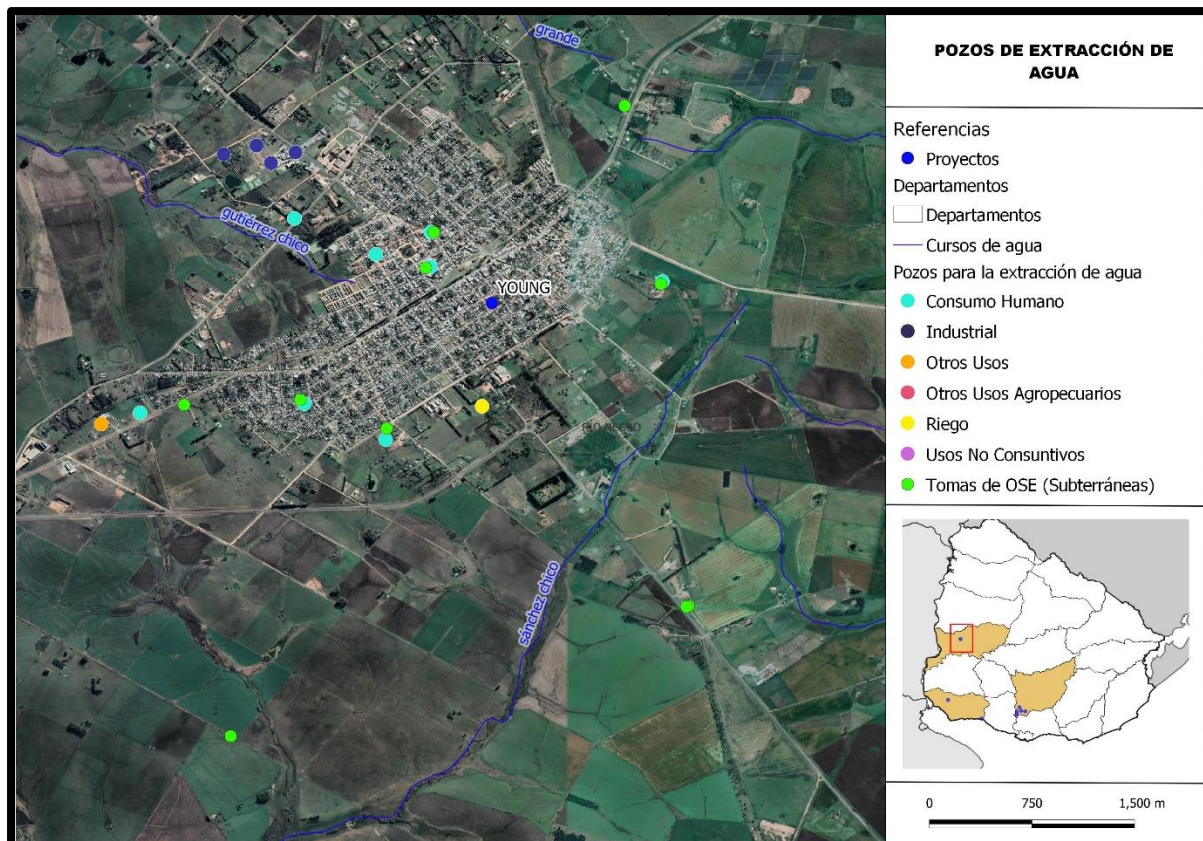 grande
gutiérrez chico
YOUNG
RÍO NEGRO
sánchez chico
POZOS DE EXTRACCIÓN DE
AGUA
Referencias
Proyectos
Departamentos
Departamentos
Cursos de agua
Pozos para la extracción de agua
Consumo Humano
Industrial
Otros Usos
Otros Usos Agropecuarios
Riego
Usos No Consuntivos
Tomas de OSE (Subterráneas)
0 750 1,500 m